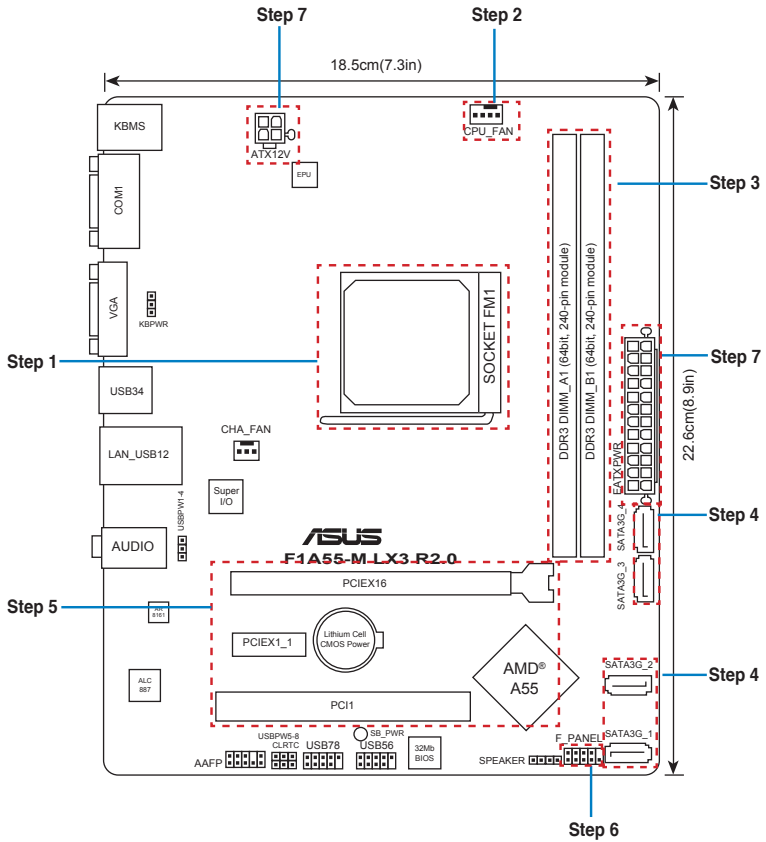 Step 7
Step 2
18.5cm(7.3in)
KBMS
ATX12V
CPU_FAN
EPU
Step 3
COM1
DDR3 DIMM_A1 (64bit, 240-pin module)
DDR3 DIMM_B1 (64bit, 240-pin module)
VGA
KBPWR
SOCKET FM1
Step 1
Step 7
EATXPWR
22.6cm(8.9in)
USB34
CHA_FAN
LAN_USB12
Super
I/O
USBPW1-4
SATA3G_4
Step 4
ASUS
F1A55-M LX3 R2.0
AUDIO
PCIEX16
SATA3G_3
Step 5
AR
8161
PCIEX1_1
Lithium Cell
CMOS Power
AMD®
A55
SATA3G_2
Step 4
ALC
887
PCI1
SB_PWR
SATA3G_1
USBPW5-8
CLRTC
USB78
USB56
32Mb
BIOS
F_PANEL
SPEAKER
AAFP
Step 6